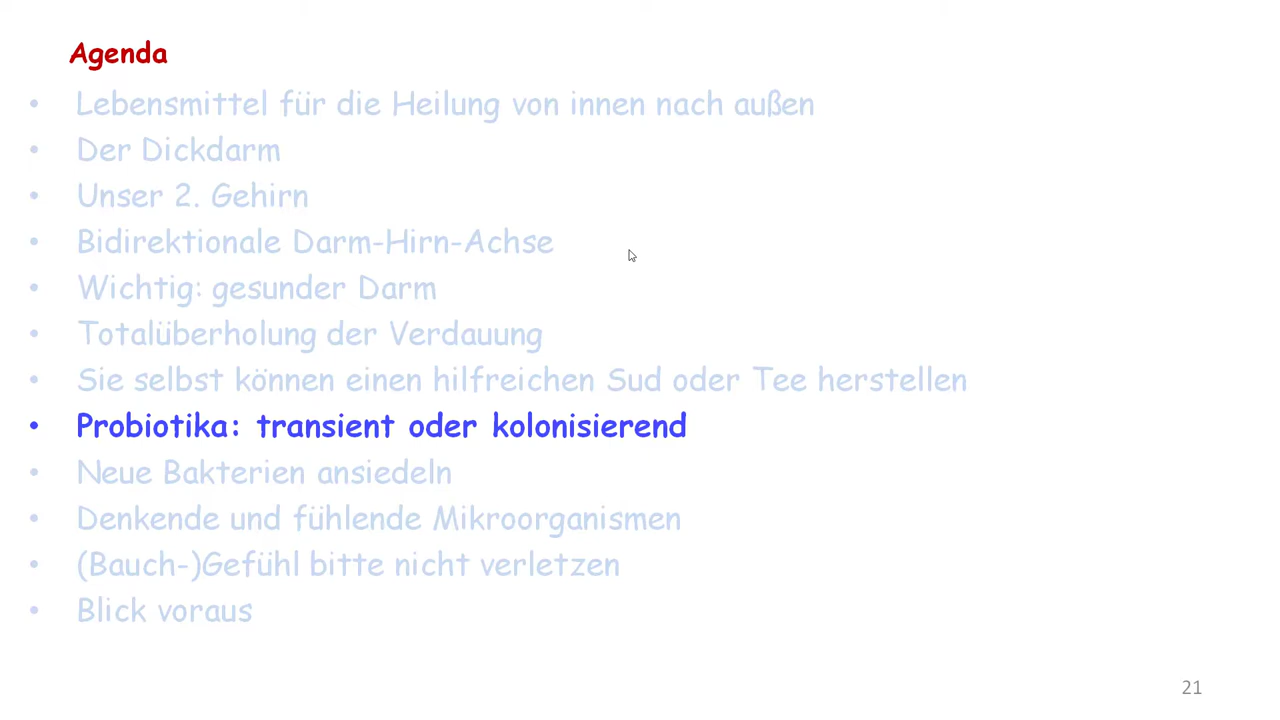 Agenda
• Lebensmittel für die Heilung von innen nach außen
• Der Dickdarm
• Unser 2. Gehirn
• Bidirektionale Darm-Hirn-Achse
• Wichtig: gesunder Darm
• Totalüberholung der Verdauung
• Sie selbst können einen hilfreichen Sud oder Tee herstellen
• Probiotika: transient oder kolonisierend
• Neue Bakterien ansiedeln
• Denkende und fühlende Mikroorganismen
• (Bauch-)Gefühl bitte nicht verletzen
• Blick voraus
21